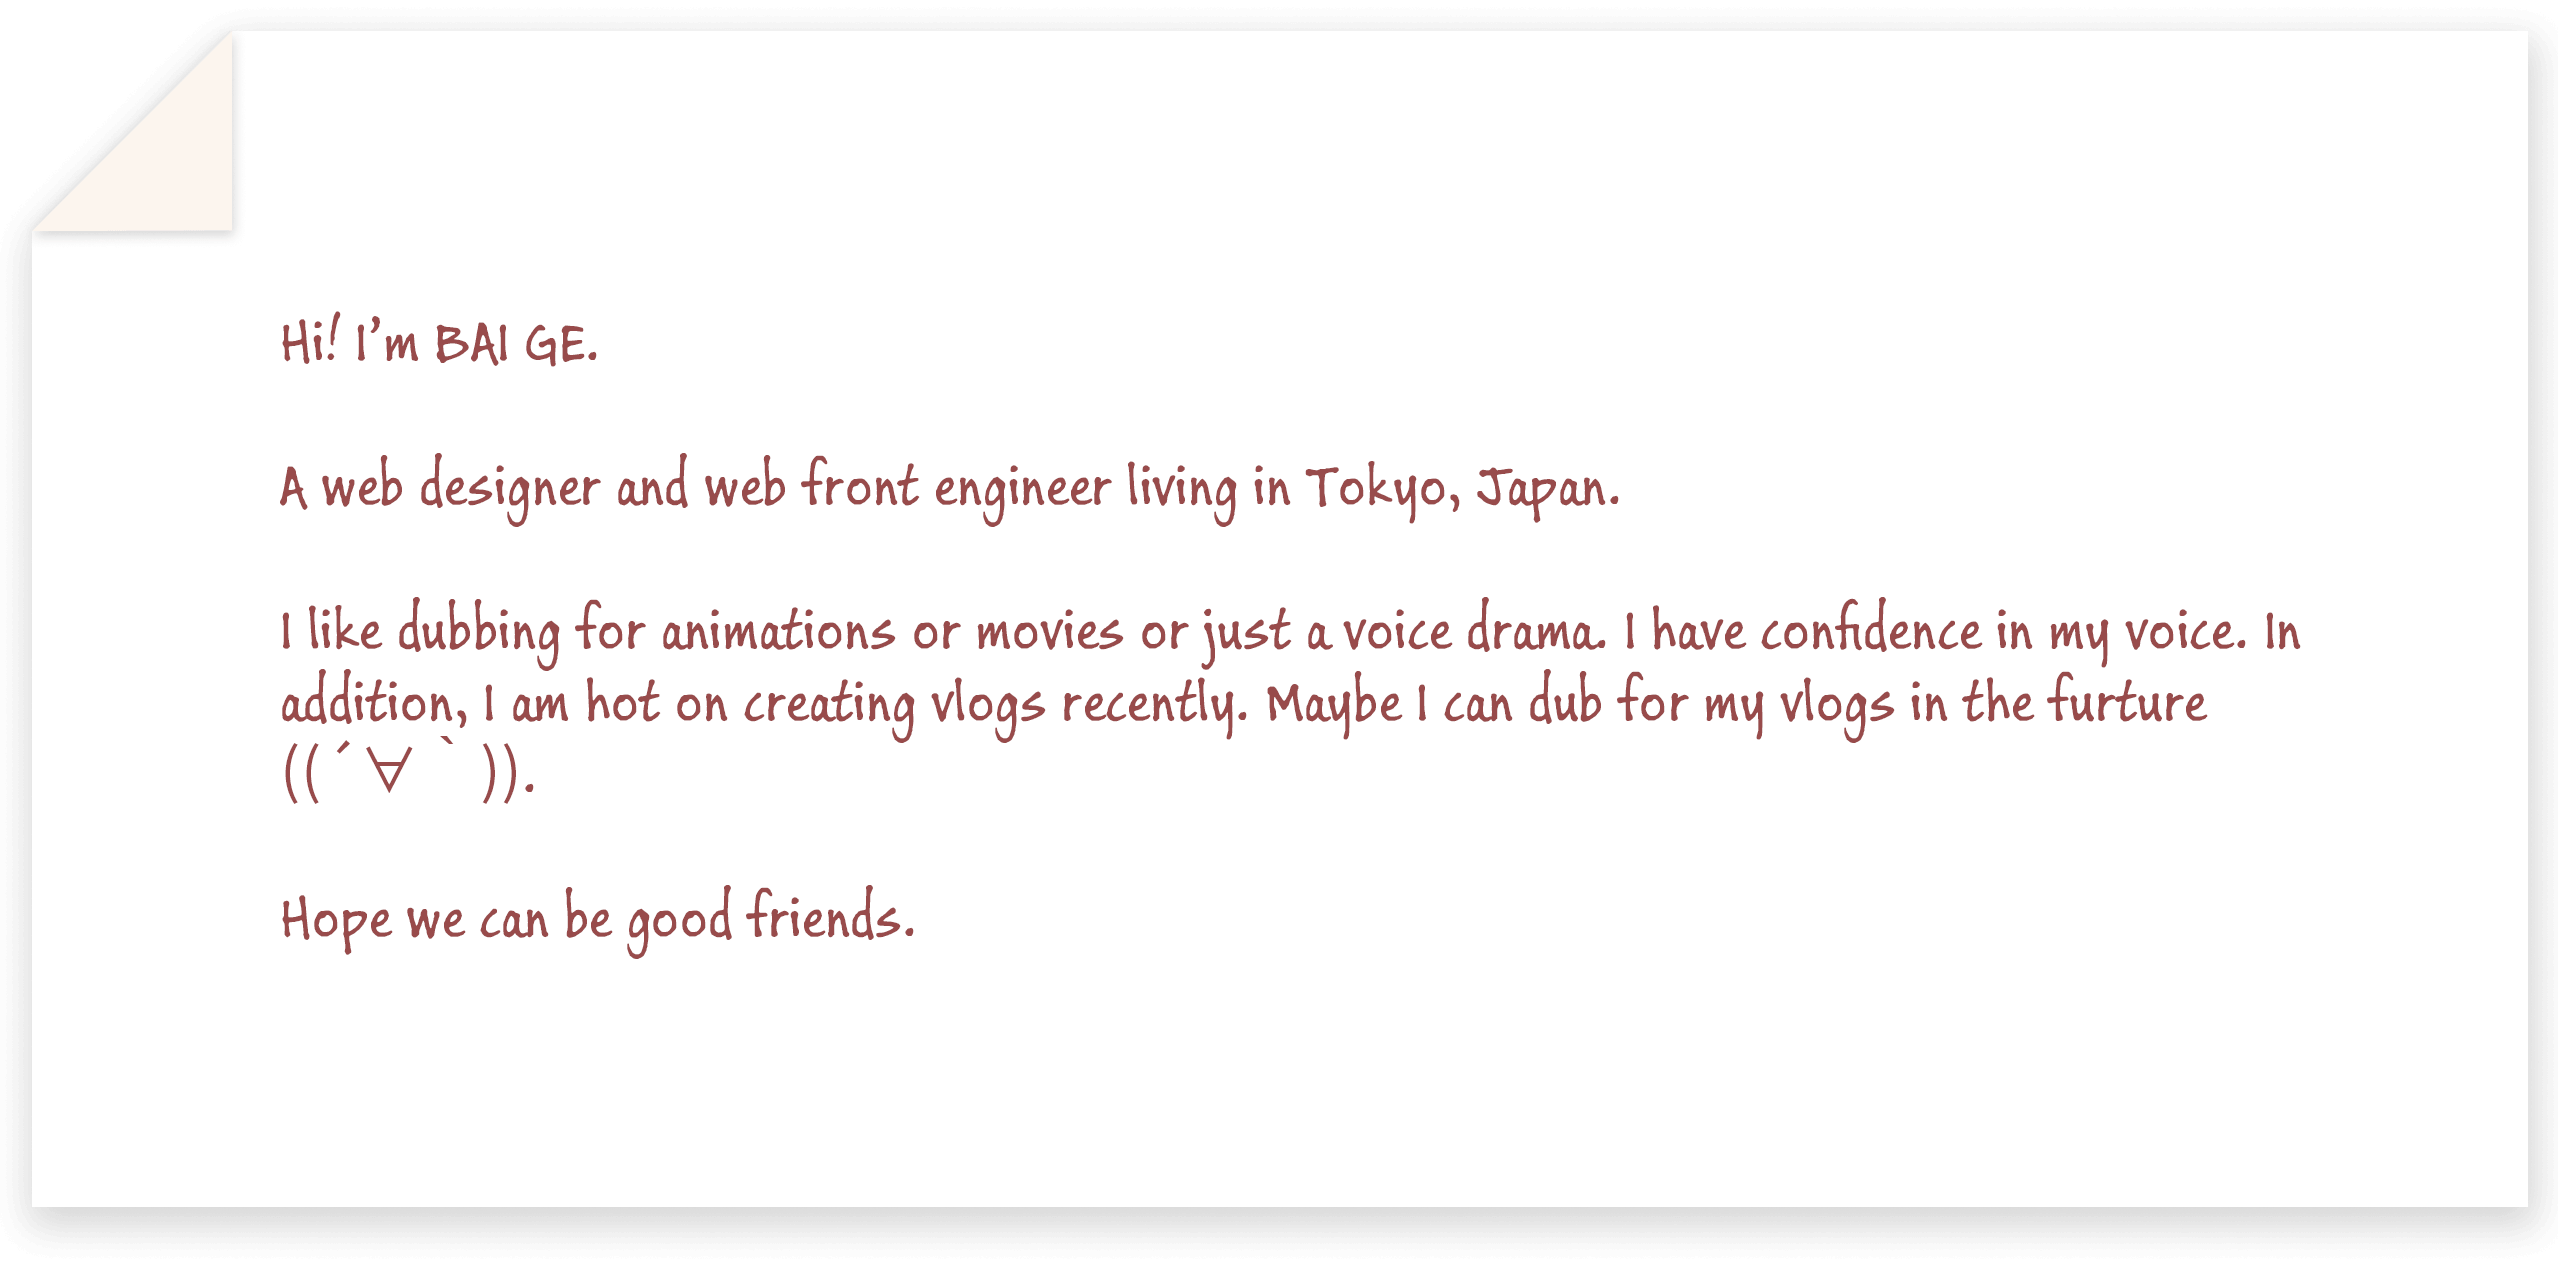 Hi! I'm BAI GE.
A web designer and web front engineer living in Tokyo, Japan.
I like dubbing for animations or movies or just a voice drama. I have confidence in my voice. In
addition, I am hot on creating vlogs recently. Maybe I can dub for my vlogs in the furture
((´∀｀)).
Hope we can be good friends.